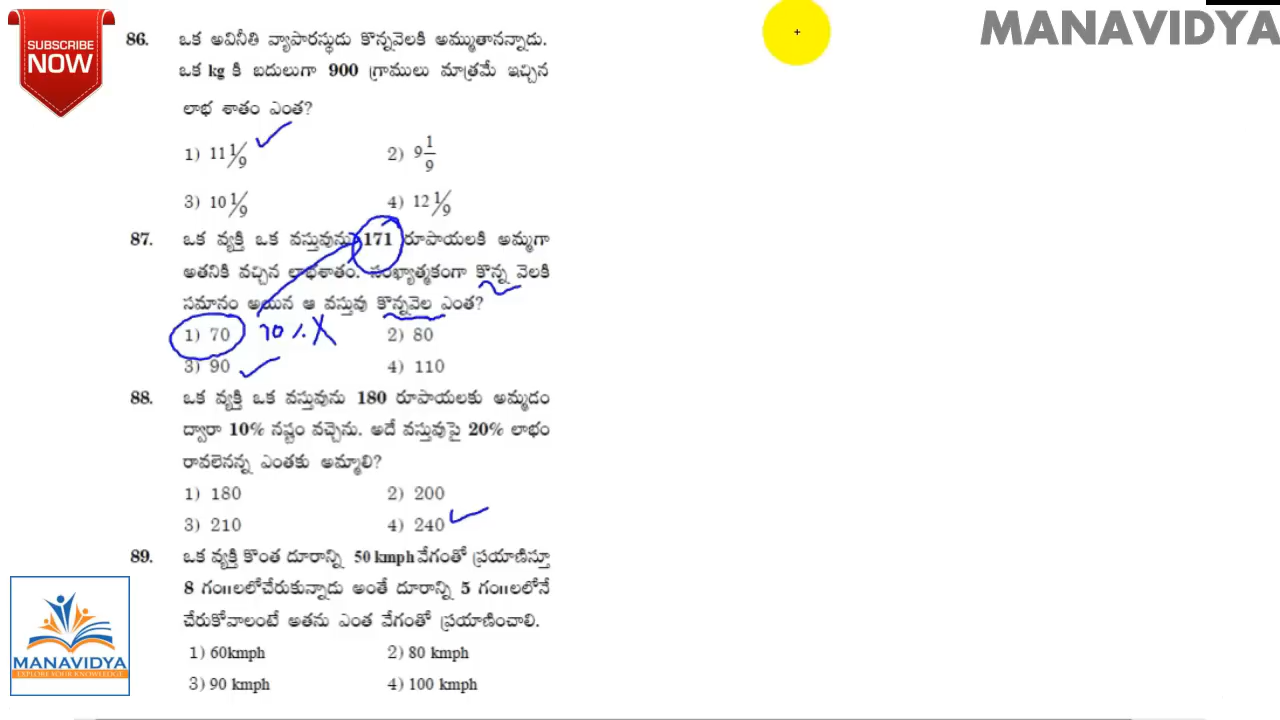 SUBSCRIBE
NOW
MANAVIDYA
86. ఒక అవినీతి వ్యాపారస్థుడు కొన్నవెలకి అమ్ముతానన్నాడు.
ఒక kg కి బదులుగా 900 గ్రాములు మాత్రమే ఇచ్చిన
లాభ శాతం ఎంత?
1) 11 1/9 2) 9 1/9
3) 10 1/9 4) 12 1/9
87. ఒక వ్యక్తి ఒక వస్తువును 171 రూపాయలకి అమ్మగా
అతనికి వచ్చిన లాభశాతం. సంఖ్యాత్మకంగా కొన్న వెలకి
సమానం అయిన ఆ వస్తువు కొన్నవెల ఎంత?
1) 70 70% X 2) 80
3) 90 4) 110
88. ఒక వ్యక్తి ఒక వస్తువును 180 రూపాయలకు అమ్మడం
ద్వారా 10% నష్టం వచ్చెను. అదే వస్తువుపై 20% లాభం
రావలెనన్న ఎంతకు అమ్మాలి?
1) 180 2) 200
3) 210 4) 240
89. ఒక వ్యక్తి కొంత దూరాన్ని 50 kmph వేగంతో ప్రయాణిస్తూ
8 గంııలలోచేరుకున్నాడు అంతే దూరాన్ని 5 గంııలలోనే
చేరుకోవాలంటే అతను ఎంత వేగంతో ప్రయాణించాలి.
1) 60kmph 2) 80 kmph
3) 90 kmph 4) 100 kmph
MANAVIDYA
EXPLORE YOUR KNOWLEDGE